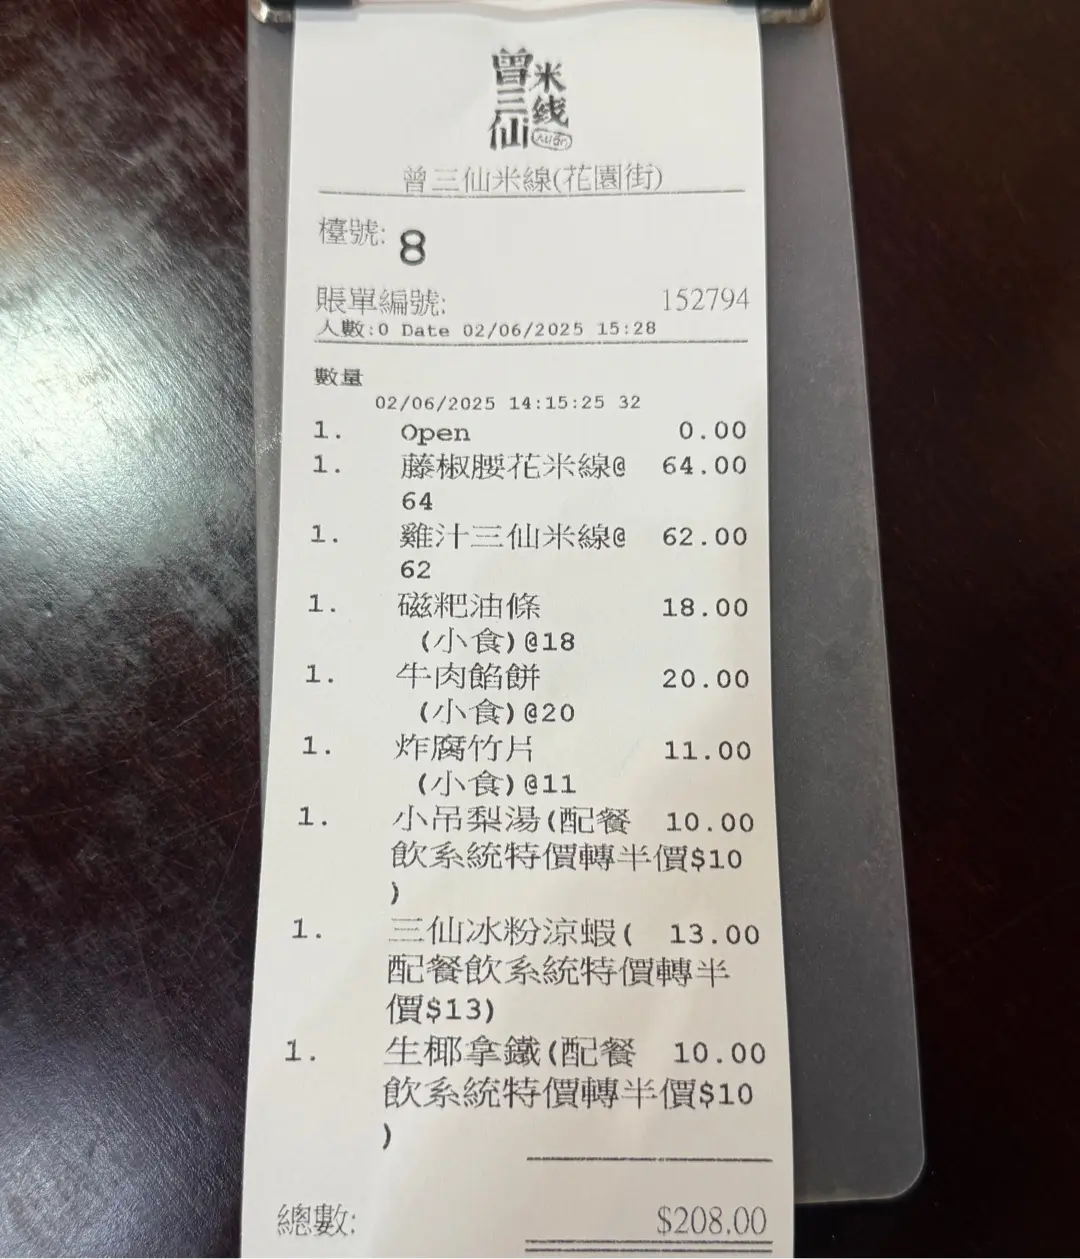 曾三仙
米线
xuan
曾三仙米線(花園街)
檯號: 8
賬單編號: 152794
人數:0 Date 02/06/2025 15:28
數量
02/06/2025 14:15:25 32
1. Open 0.00
1. 藤椒腰花米線@ 64.00
64
1. 雞汁三仙米線@ 62.00
62
1. 磁粑油條 18.00
(小食)@18
1. 牛肉餡餅 20.00
(小食)@20
1. 炸腐竹片 11.00
(小食)@11
1. 小吊梨湯(配餐 10.00
飲系統特價轉半價$10
)
1. 三仙冰粉涼蝦( 13.00
配餐飲系統特價轉半
價$13)
1. 生椰拿鐵(配餐 10.00
飲系統特價轉半價$10
)
總數: $208.00